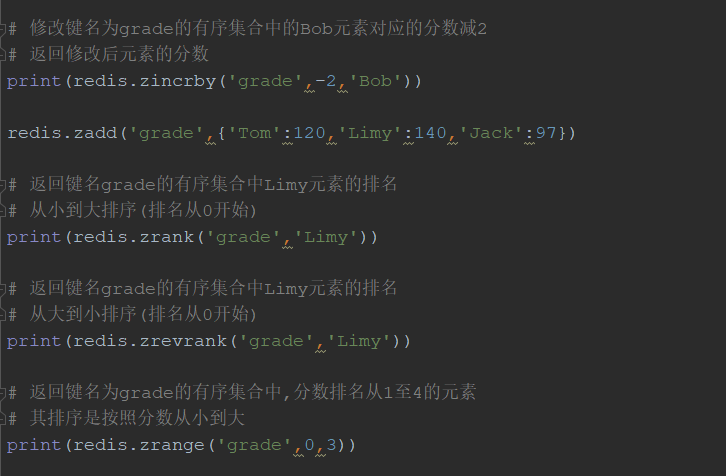 # 修改键名为grade的有序集合中的Bob元素对应的分数减2
# 返回修改后元素的分数
print(redis.zincrby('grade',-2,'Bob'))
redis.zadd('grade',{'Tom':120,'Limy':140,'Jack':97})
# 返回键名grade的有序集合中Limy元素的排名
# 从小到大排序(排名从0开始)
print(redis.zrank('grade','Limy'))
# 返回键名grade的有序集合中Limy元素的排名
# 从大到小排序(排名从0开始)
print(redis.zrevrank('grade','Limy'))
# 返回键名为grade的有序集合中,分数排名从1至4的元素
# 其排序是按照分数从小到大
print(redis.zrange('grade',0,3))